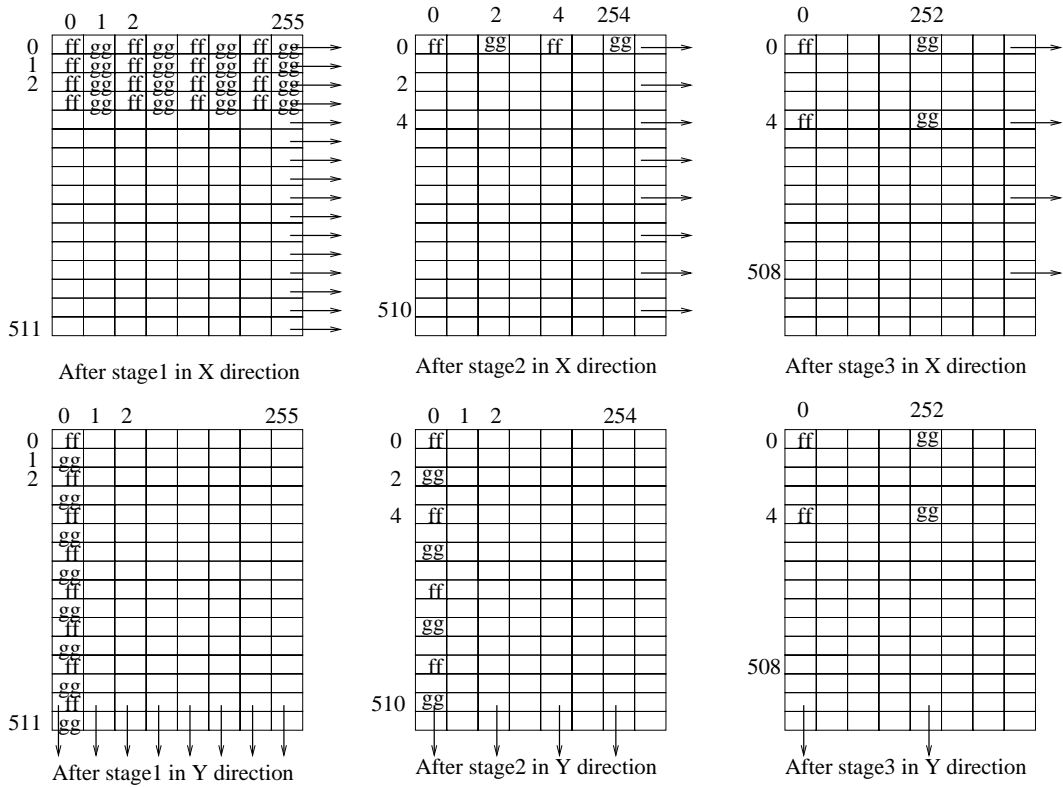 0 1 2 255
0 ff gg ff gg ff gg ff gg
1 ff gg ff gg ff gg ff gg
2 ff gg ff gg ff gg ff gg
ff gg ff gg ff gg ff gg
511
After stage1 in X direction
0 2 4 254
0 ff gg ff gg
2
4
510
After stage2 in X direction
0 252
0 ff gg
4 ff gg
508
After stage3 in X direction
0 1 2 255
0 ff
1 gg
2 ff
gg
ff
gg
ff
gg
ff
gg
ff
gg
ff
gg
ff
511 gg
After stage1 in Y direction
0 1 2 254
0 ff
2 gg
4 ff
gg
ff
gg
ff
510 gg
After stage2 in Y direction
0 252
0 ff gg
4 ff gg
508
After stage3 in Y direction